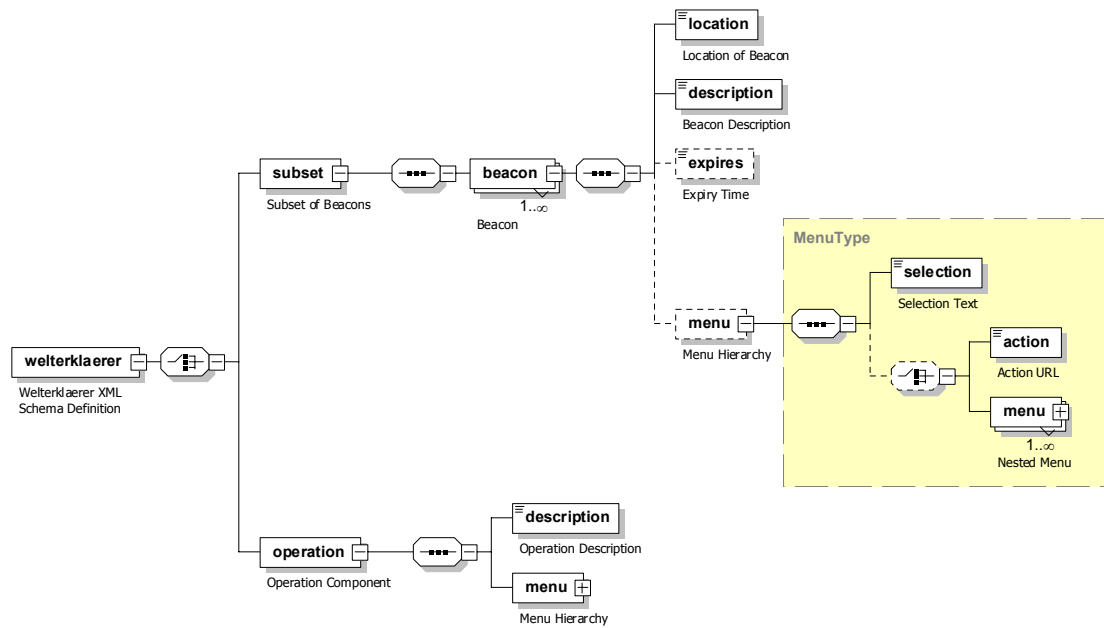 location
Location of Beacon
description
Beacon Description
expires
Expiry Time
subset
Subset of Beacons
beacon
1..∞
Beacon
MenuType
selection
Selection Text
menu
Menu Hierarchy
action
Action URL
menu
1..∞
Nested Menu
welterklaerer
Welterklaerer XML
Schema Definition
description
Operation Description
operation
Operation Component
menu
Menu Hierarchy